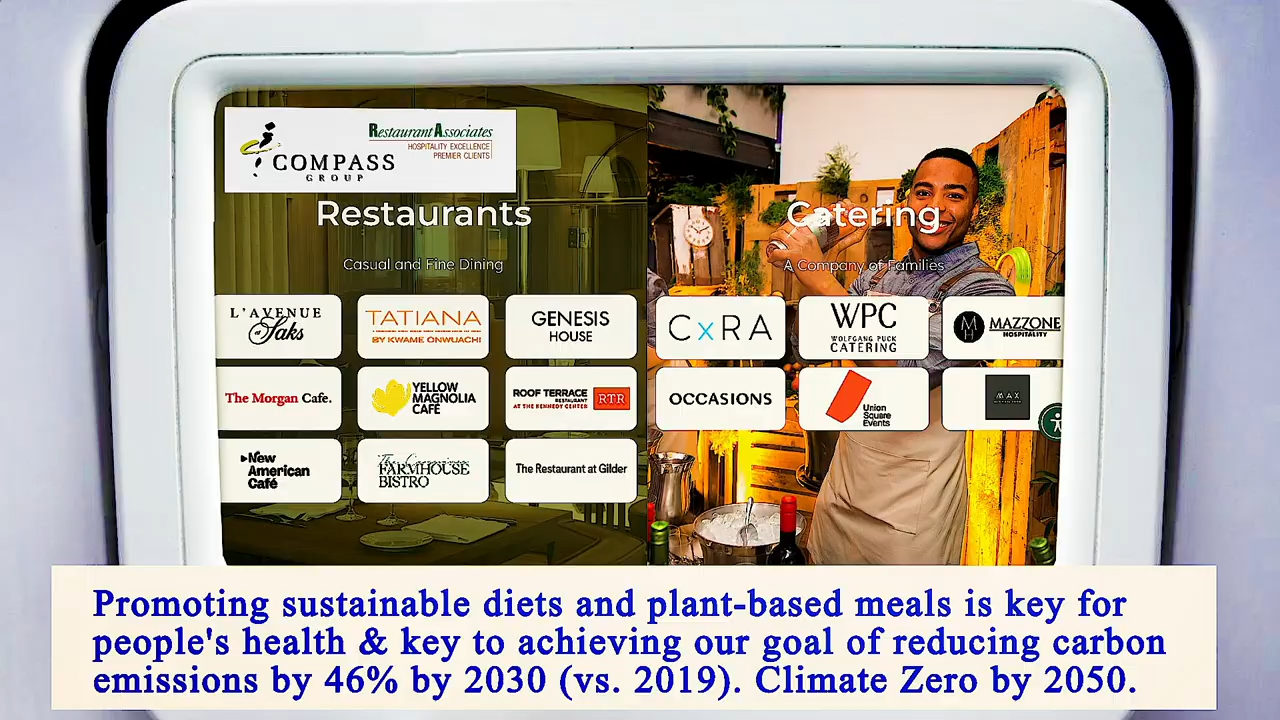 COMPASS
GROUP
Restaurant Associates
HOSPITALITY EXCELLENCE
PREMIER CLIENTS
Restaurants
Casual and Fine Dining
L'AVENUE
Saks
TATIANA
BY KWAME ONWUACHI
GENESIS
HOUSE
The Morgan Cafe.
YELLOW
MAGNOLIA
CAFÉ
ROOF TERRACE
RESTAURANT
AT THE KENNEDY CENTER
RTR
New
American
Café
FARMHOUSE
BISTRO
The Restaurant at Gilder
Catering
A Company of Families
CxRA
WPC
WOLFGANG PUCK
CATERING
MH
MAZZONE
HOSPITALITY
OCCASIONS
Union
Square
Events
MAX
Promoting sustainable diets and plant-based meals is key for
people's health & key to achieving our goal of reducing carbon
emissions by 46% by 2030 (vs. 2019). Climate Zero by 2050.